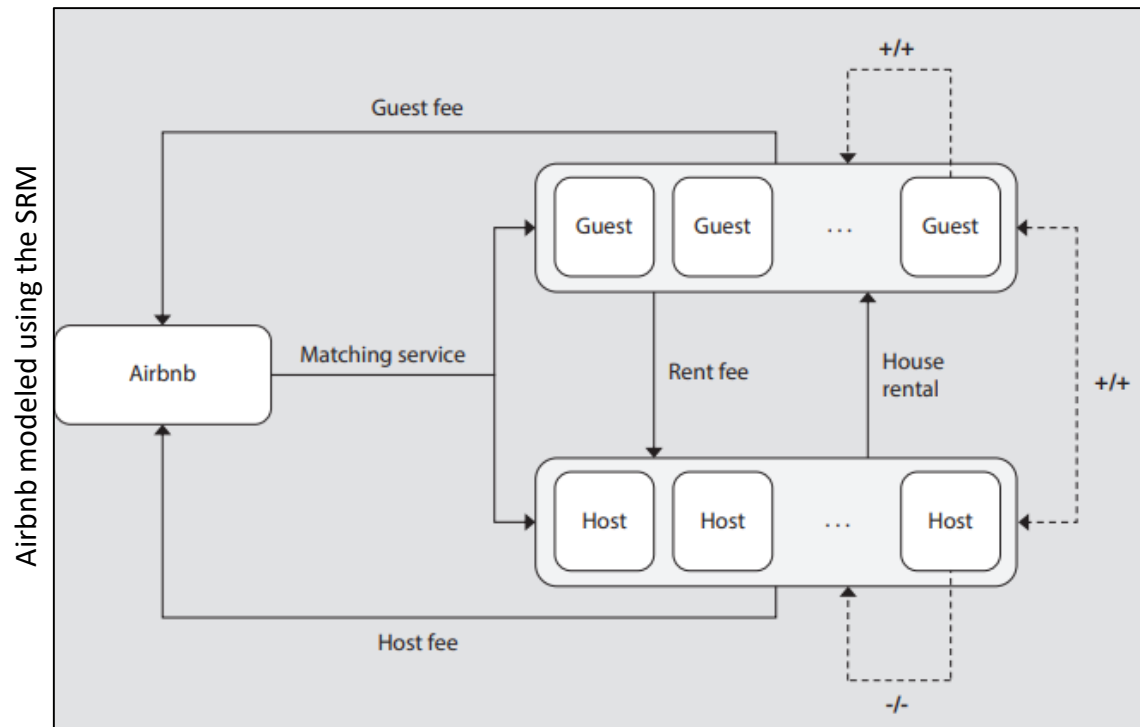 Airbnb modeled using the SRM
+/+
Guest fee
Guest
Guest
...
Guest
Airbnb
Matching service
Rent fee
House
rental
+/+
Host
Host
...
Host
Host fee
-/-